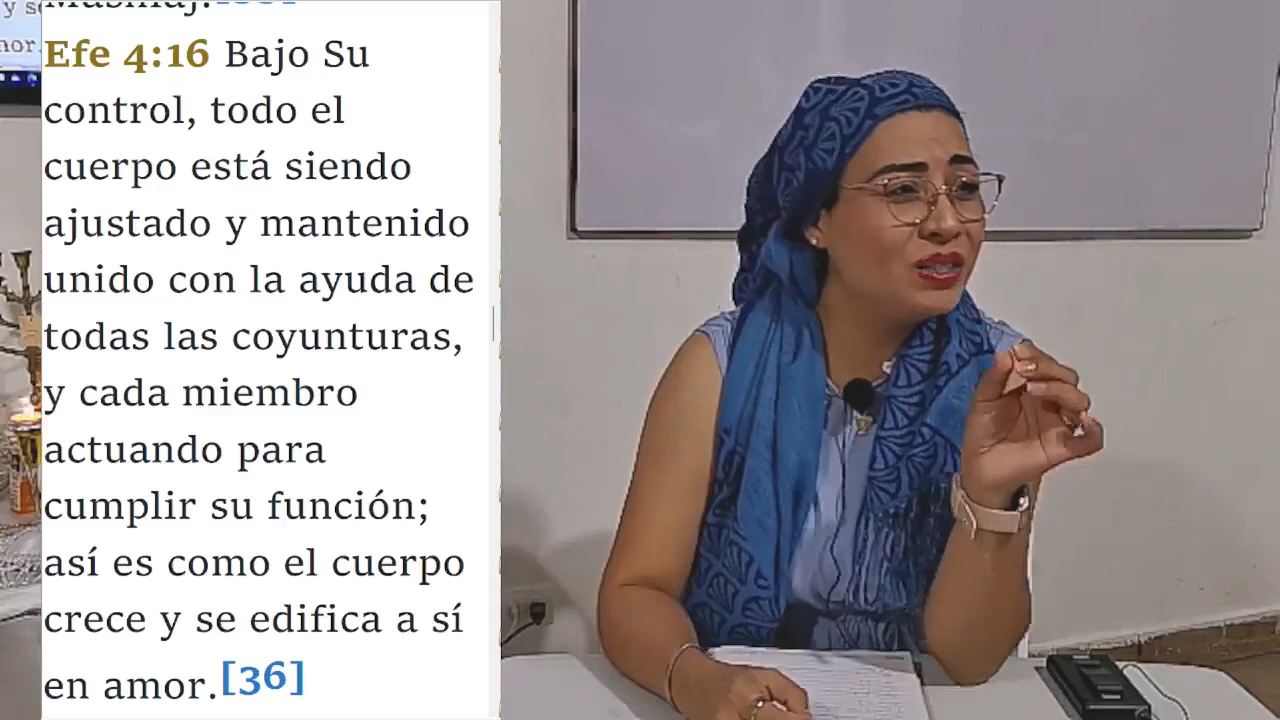 y se
mor.
Efe 4:16 Bajo Su
control, todo el
cuerpo está siendo
ajustado y mantenido
unido con la ayuda de
todas las coyunturas,
y cada miembro
actuando para
cumplir su función;
así es como el cuerpo
crece y se edifica a sí
en amor.[36]